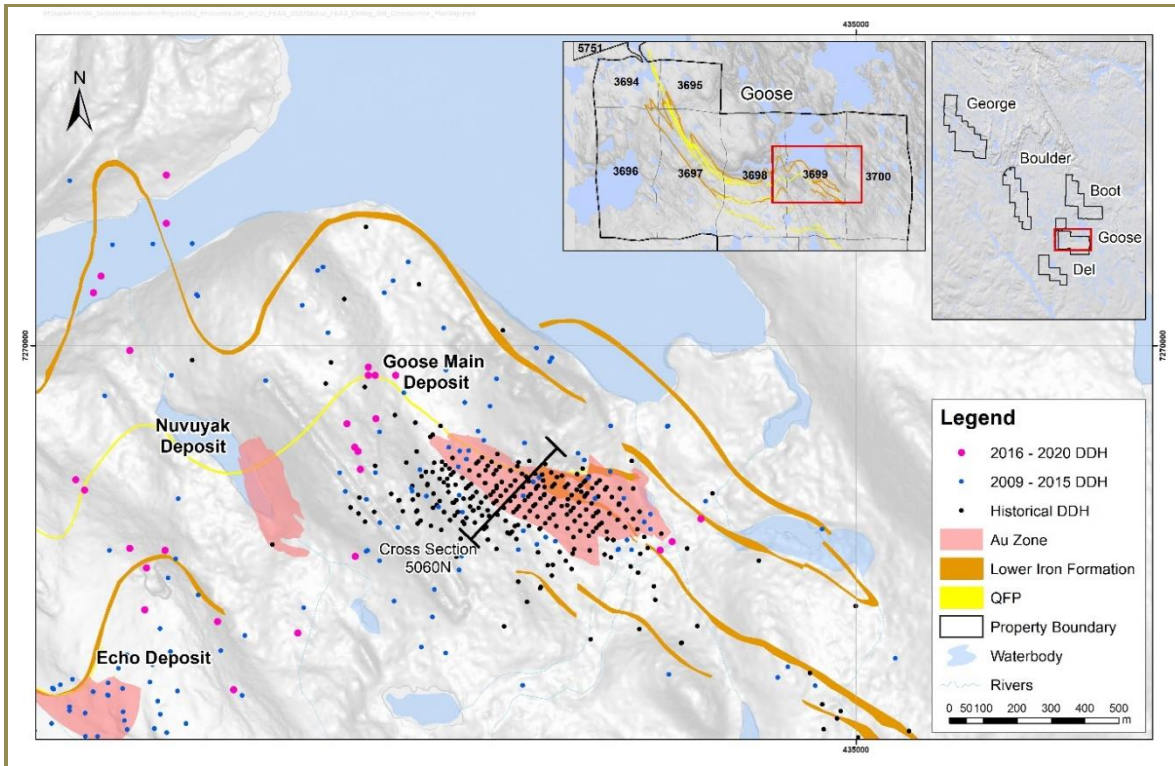 435000
5751
3694
3695
Goose
3696
3697
3698
3699
3700
George
Boulder
Boot
Goose
Del
N
7270000
7270000
Goose Main
Deposit
Nuvuyak
Deposit
Cross Section
5060N
Echo Deposit
Legend
2016 - 2020 DDH
2009 - 2015 DDH
Historical DDH
Au Zone
Lower Iron Formation
QFP
Property Boundary
Waterbody
Rivers
0 50 100 200 300 400 500
m
435000